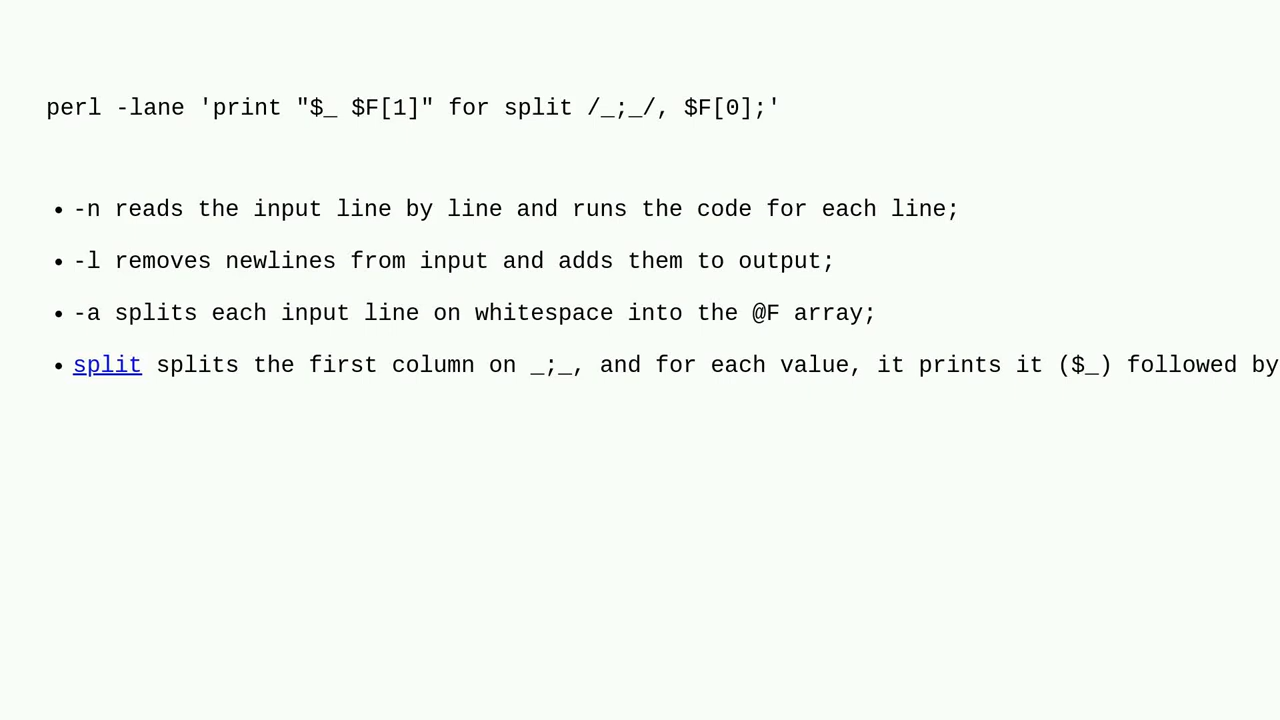 perl -lane 'print "$_ $F[1]" for split /_;_/, $F[0];'
• -n reads the input line by line and runs the code for each line;
• -l removes newlines from input and adds them to output;
• -a splits each input line on whitespace into the @F array;
• split splits the first column on _;_, and for each value, it prints it ($_) followed by